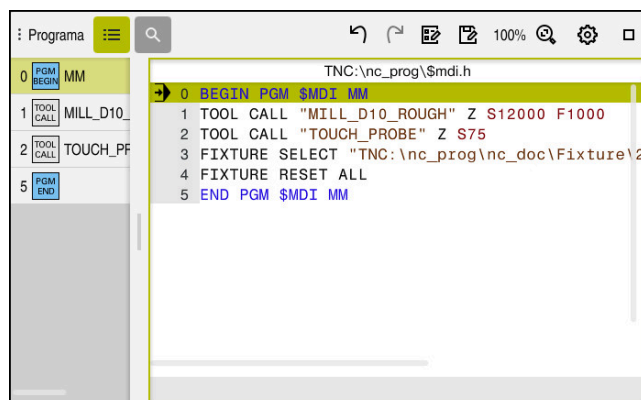 Programa
100%
TNC:\nc_prog\$mdi.h
0 PGM BEGIN MM
1 TOOL CALL MILL_D10_
2 TOOL CALL TOUCH_PR
5 PGM END
0 BEGIN PGM $MDI MM
1 TOOL CALL "MILL_D10_ROUGH" Z S12000 F1000
2 TOOL CALL "TOUCH_PROBE" Z S75
3 FIXTURE SELECT "TNC:\nc_prog\nc_doc\Fixture\2
4 FIXTURE RESET ALL
5 END PGM $MDI MM